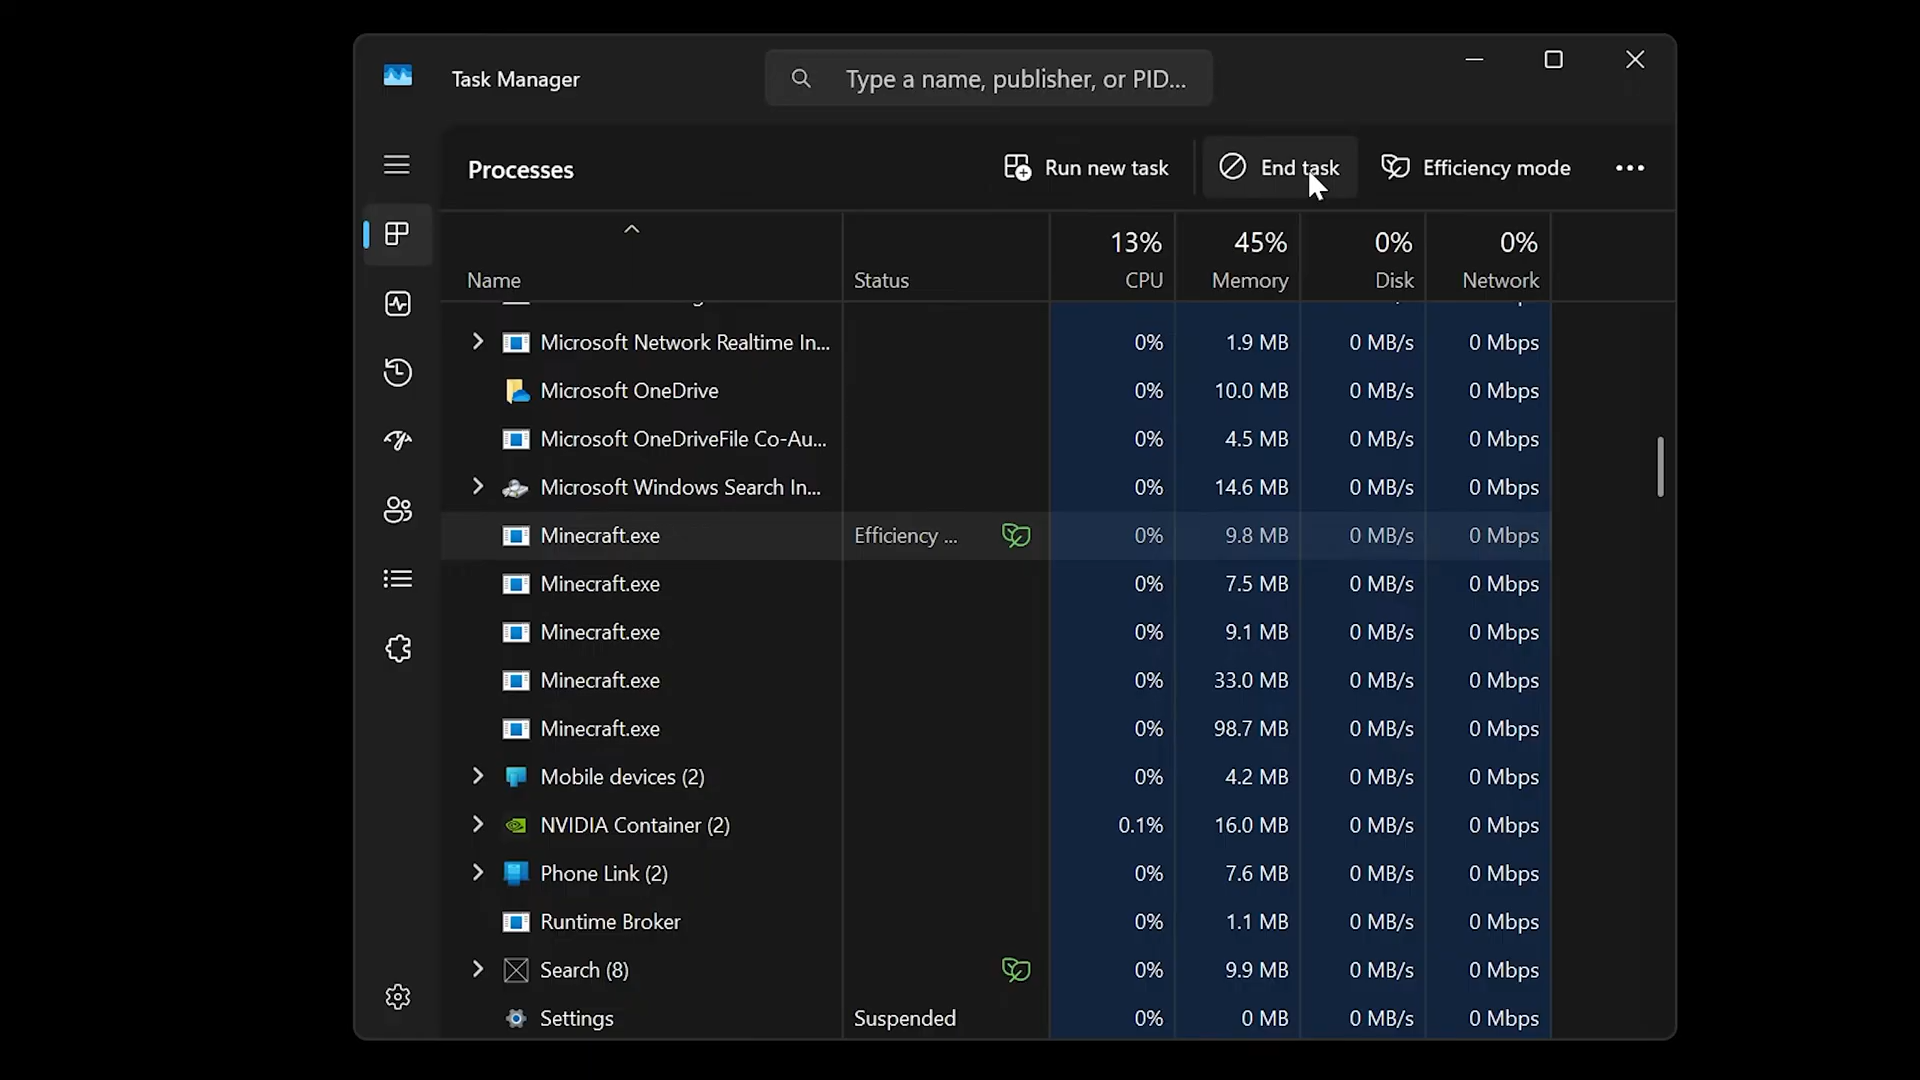 Task Manager
Type a name, publisher, or PID...
Processes
Run new task
End task
Efficiency mode
13% 45% 0% 0%
Name Status CPU Memory Disk Network
Microsoft Network Realtime In... 0% 1.9 MB 0 MB/s 0 Mbps
Microsoft OneDrive 0% 10.0 MB 0 MB/s 0 Mbps
Microsoft OneDriveFile Co-Au... 0% 4.5 MB 0 MB/s 0 Mbps
Microsoft Windows Search In... 0% 14.6 MB 0 MB/s 0 Mbps
Minecraft.exe Efficiency ... 0% 9.8 MB 0 MB/s 0 Mbps
Minecraft.exe 0% 7.5 MB 0 MB/s 0 Mbps
Minecraft.exe 0% 9.1 MB 0 MB/s 0 Mbps
Minecraft.exe 0% 33.0 MB 0 MB/s 0 Mbps
Minecraft.exe 0% 98.7 MB 0 MB/s 0 Mbps
Mobile devices (2) 0% 4.2 MB 0 MB/s 0 Mbps
NVIDIA Container (2) 0.1% 16.0 MB 0 MB/s 0 Mbps
Phone Link (2) 0% 7.6 MB 0 MB/s 0 Mbps
Runtime Broker 0% 1.1 MB 0 MB/s 0 Mbps
Search (8) 0% 9.9 MB 0 MB/s 0 Mbps
Settings Suspended 0% 0 MB 0 MB/s 0 Mbps